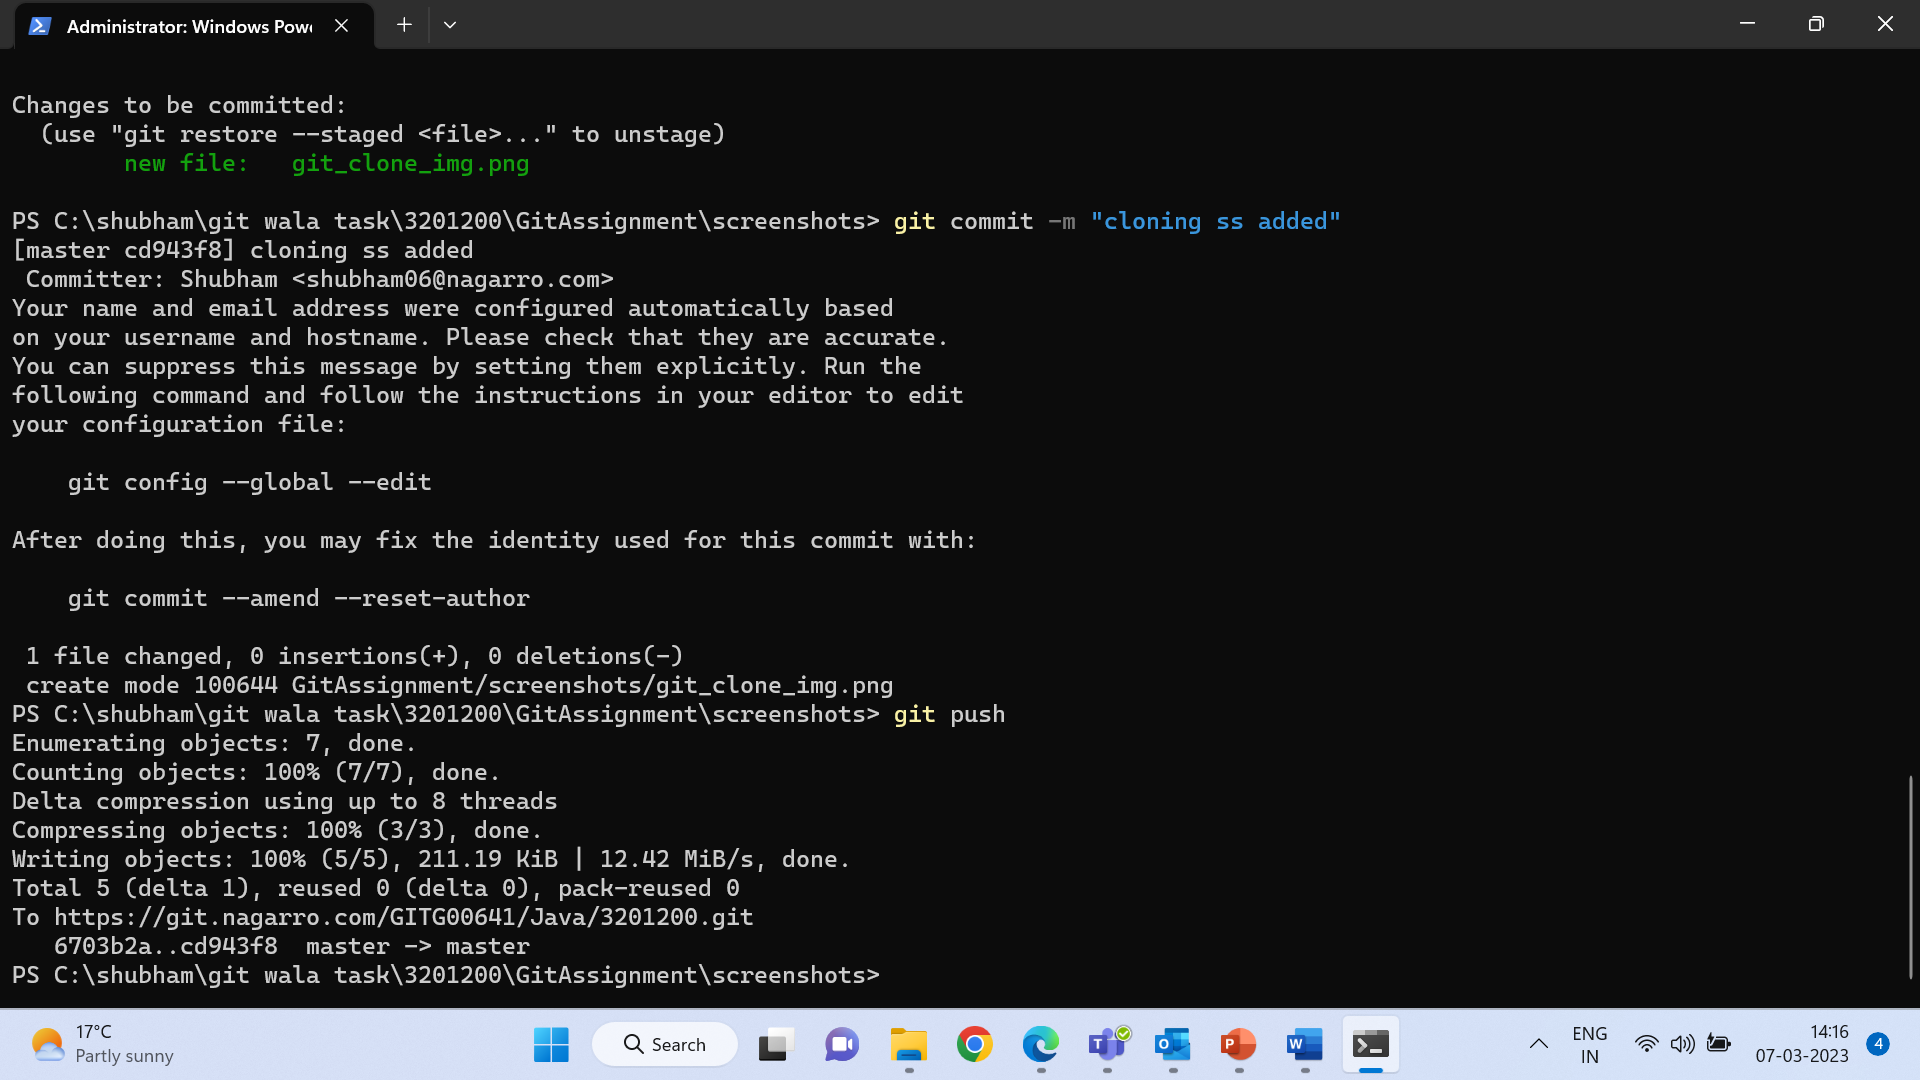 Administrator: Windows Pow
Changes to be committed:
(use "git restore --staged <file>..." to unstage)
new file:   git_clone_img.png
PS C:\shubham\git wala task\3201200\GitAssignment\screenshots> git commit -m "cloning ss added"
[master cd943f8] cloning ss added
Committer: Shubham <shubham06@nagarro.com>
Your name and email address were configured automatically based
on your username and hostname. Please check that they are accurate.
You can suppress this message by setting them explicitly. Run the
following command and follow the instructions in your editor to edit
your configuration file:
git config --global --edit
After doing this, you may fix the identity used for this commit with:
git commit --amend --reset-author
1 file changed, 0 insertions(+), 0 deletions(-)
create mode 100644 GitAssignment/screenshots/git_clone_img.png
PS C:\shubham\git wala task\3201200\GitAssignment\screenshots> git push
Enumerating objects: 7, done.
Counting objects: 100% (7/7), done.
Delta compression using up to 8 threads
Compressing objects: 100% (3/3), done.
Writing objects: 100% (5/5), 211.19 KiB | 12.42 MiB/s, done.
Total 5 (delta 1), reused 0 (delta 0), pack-reused 0
To https://git.nagarro.com/GITG00641/Java/3201200.git
6703b2a..cd943f8  master -> master
PS C:\shubham\git wala task\3201200\GitAssignment\screenshots>
17°C
Partly sunny
Search
ENG
IN
14:16
07-03-2023
4